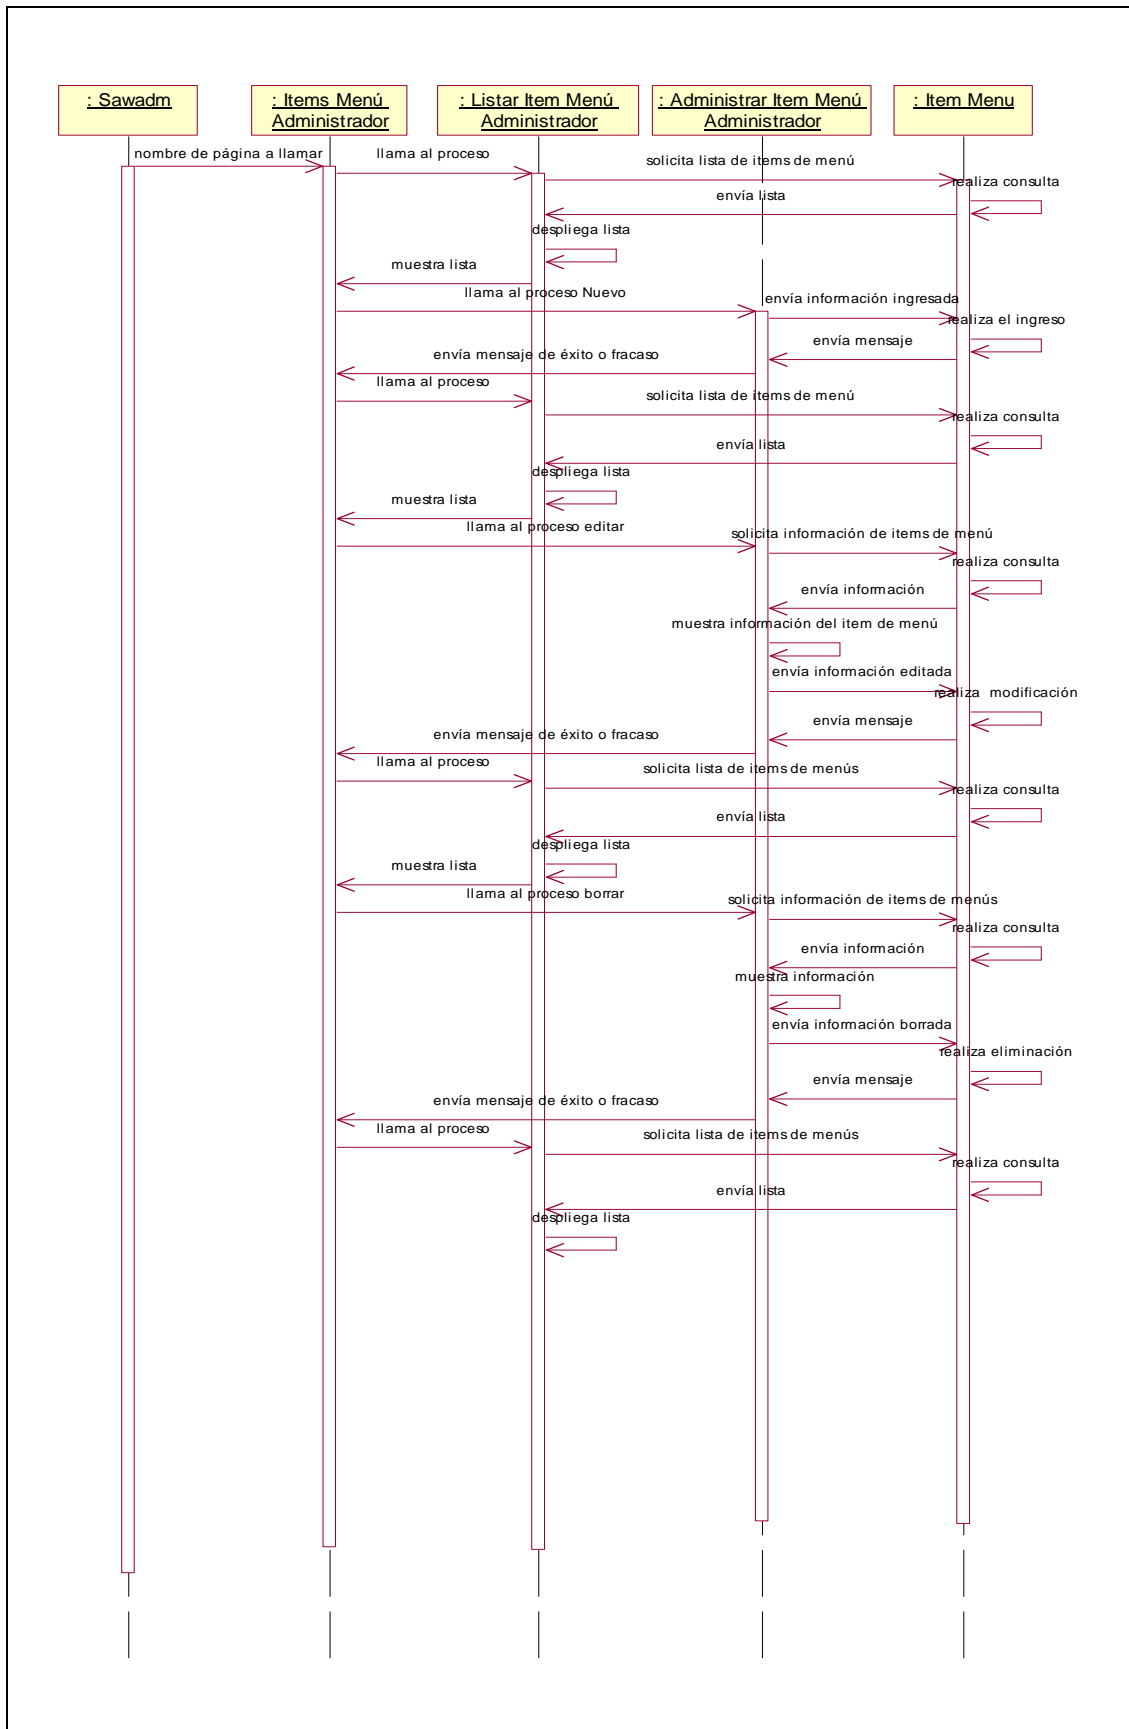 : Sawadm
: Items Menú
Administrador
: Listar Item Menú
Administrador
: Administrar Item Menú
Administrador
: Item Menu
nombre de página a llamar
llama al proceso
solicita lista de items de menú
realiza consulta
envía lista
despliega lista
muestra lista
llama al proceso Nuevo
envía información ingresada
realiza el ingreso
envía mensaje
envía mensaje de éxito o fracaso
llama al proceso
solicita lista de items de menú
realiza consulta
envía lista
despliega lista
muestra lista
llama al proceso editar
solicita información de items de menú
realiza consulta
envía información
muestra información del item de menú
envía información editada
realiza modificación
envía mensaje
envía mensaje de éxito o fracaso
llama al proceso
solicita lista de items de menús
realiza consulta
envía lista
despliega lista
muestra lista
llama al proceso borrar
solicita información de items de menús
realiza consulta
envía información
muestra información
envía información borrada
realiza eliminación
envía mensaje
envía mensaje de éxito o fracaso
llama al proceso
solicita lista de items de menús
realiza consulta
envía lista
despliega lista